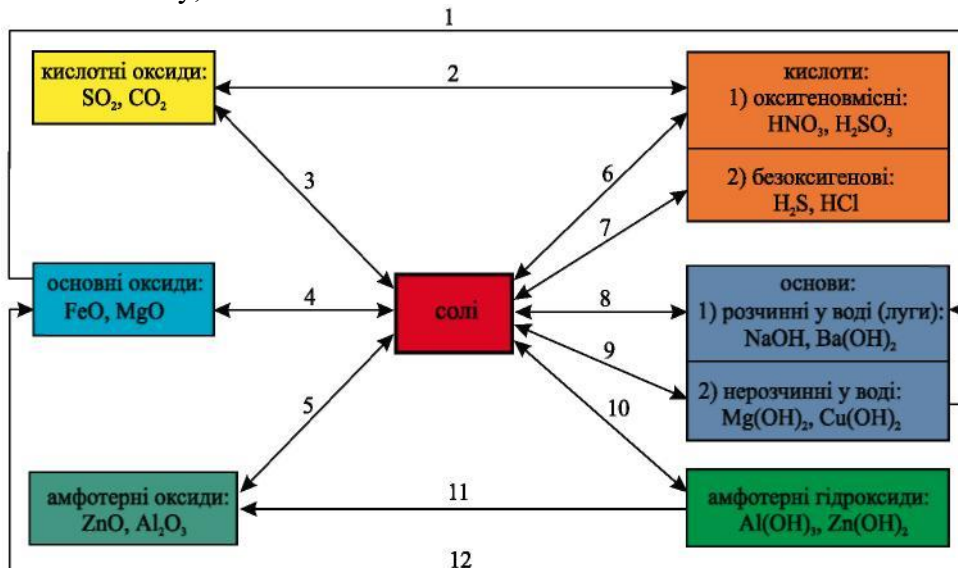 1
кислотні оксиди:
SO₂, CO₂
2
кислоти:
1) оксигеновмісні:
HNO₃, H₂SO₃
2) безоксигенові:
H₂S, HCl
3
6
7
основні оксиди:
FeO, MgO
4
солі
8
основи:
1) розчинні у воді (луги):
NaOH, Ba(OH)₂
9
2) нерозчинні у воді:
Mg(OH)₂, Cu(OH)₂
5
10
амфотерні оксиди:
ZnO, Al₂O₃
11
амфотерні гідроксиди:
Al(OH)₃, Zn(OH)₂
12